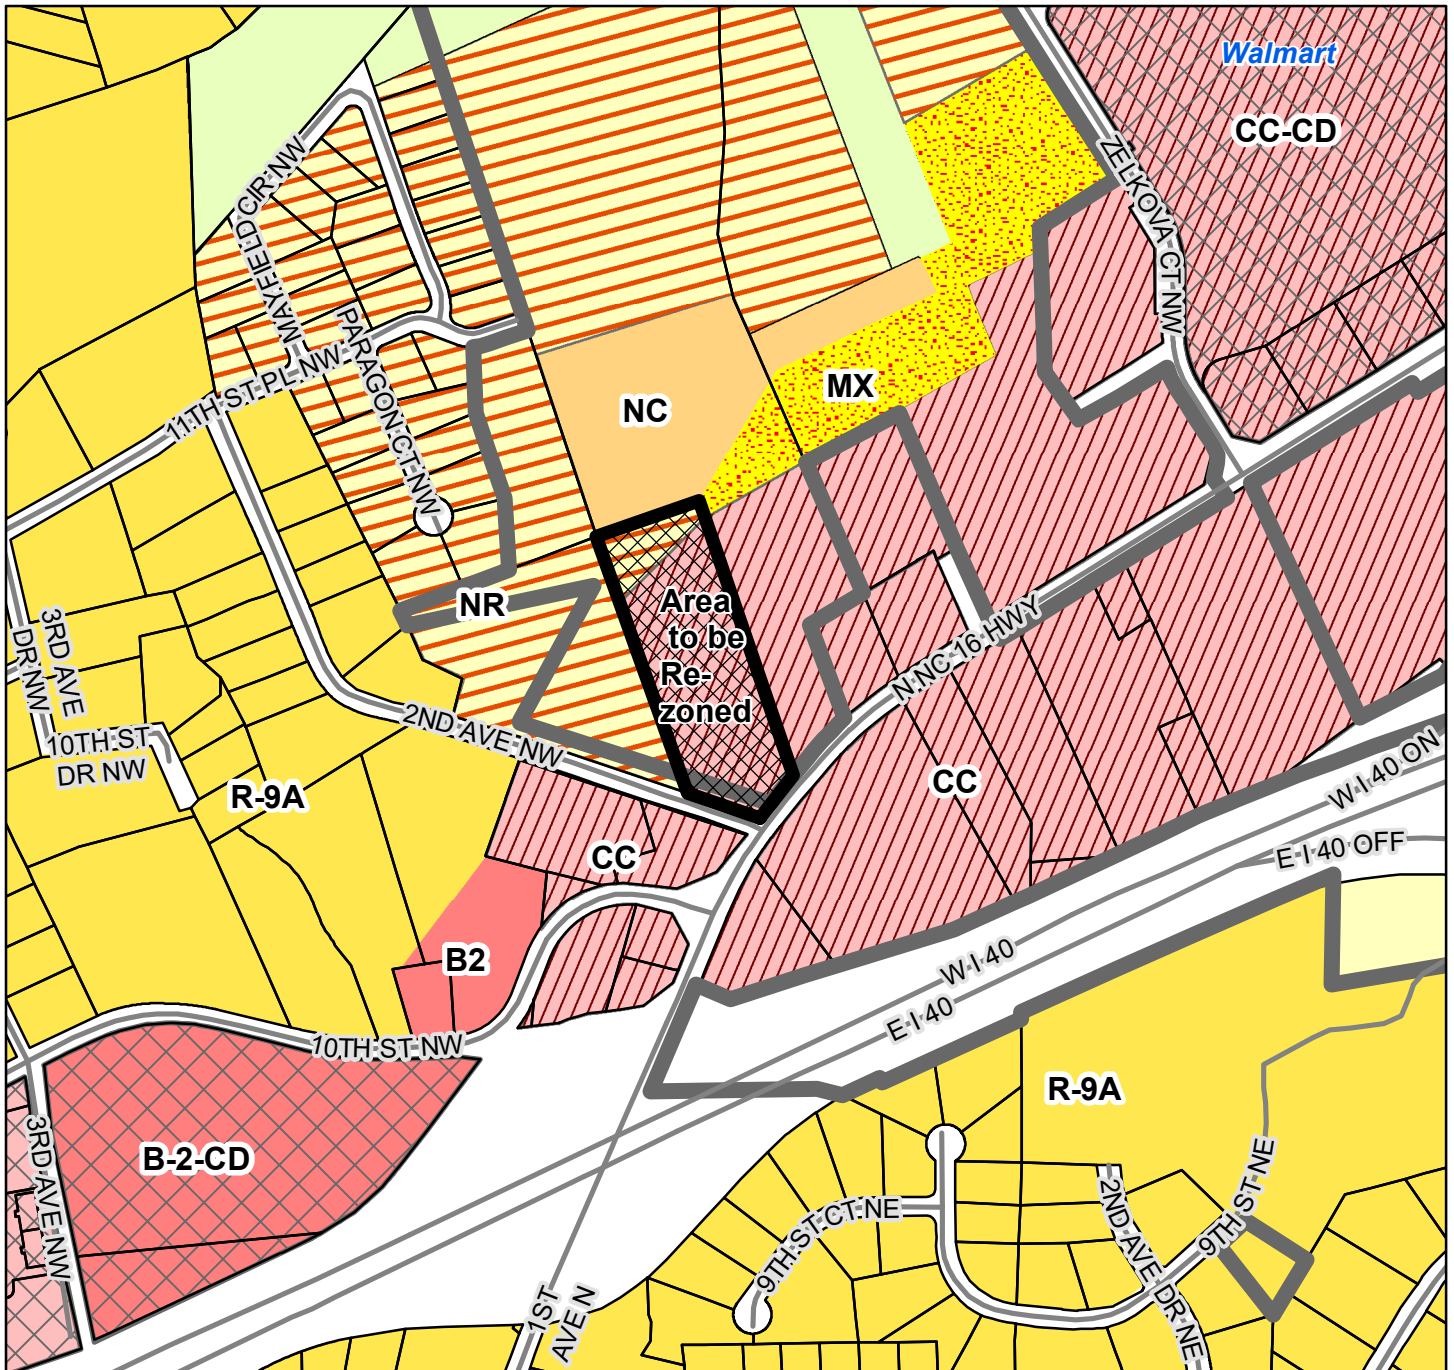 Walmart
CC-CD
ZELKOVA CT NW
MAYFIELD CIR NW
PARAGON CT NW
11TH ST PL NW
NC
MX
NR
Area
to be
Re-
zoned
N NC 16 HWY
3RD AVE
DR NW
10TH ST
DR NW
2ND AVE NW
R-9A
CC
CC
W I 40 ON
E I 40 OFF
B2
W I 40
E I 40
10TH ST NW
R-9A
B-2-CD
3RD AVE NW
9TH ST CT NE
2ND AVE DR NE
9TH ST NE
1ST
AVE N